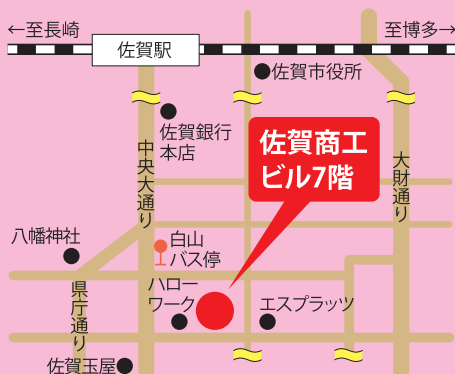 ←至長崎
至博多→
佐賀駅
佐賀市役所
佐賀銀行
本店
佐賀商工
ビル7階
中央大通り
大財通り
八幡神社
白山
バス停
県庁通り
ハロー
ワーク
エスプラッツ
佐賀玉屋